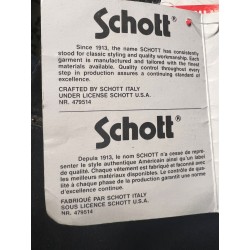 Schott®
Since 1913, the name SCHOTT has consistently
stood for classic styling and quality workmanship. Each
garment is manufactured and tailored with the finest
materials available. Quality control throughout every
step in production assures a continuing standard of
excellence.
CRAFTED BY SCHOTT ITALY
UNDER LICENSE SCHOTT U.S.A.
NR. 479514
Schott®
Depuis 1913, le nom SCHOTT n'a cessé de repré-
senter le style authentique Américain ainsi qu'un label
de qualité. Chaque vêtement est fabriqué et façonné avec
les meilleurs matériaux disponibles. Le contrôle de qua-
lité à chaque phase de la production garantit une norme
d'excellence continue.
FABRIQUÉ PAR SCHOTT ITALY
SOUS LICENCE SCHOTT U.S.A.
NR. 479514